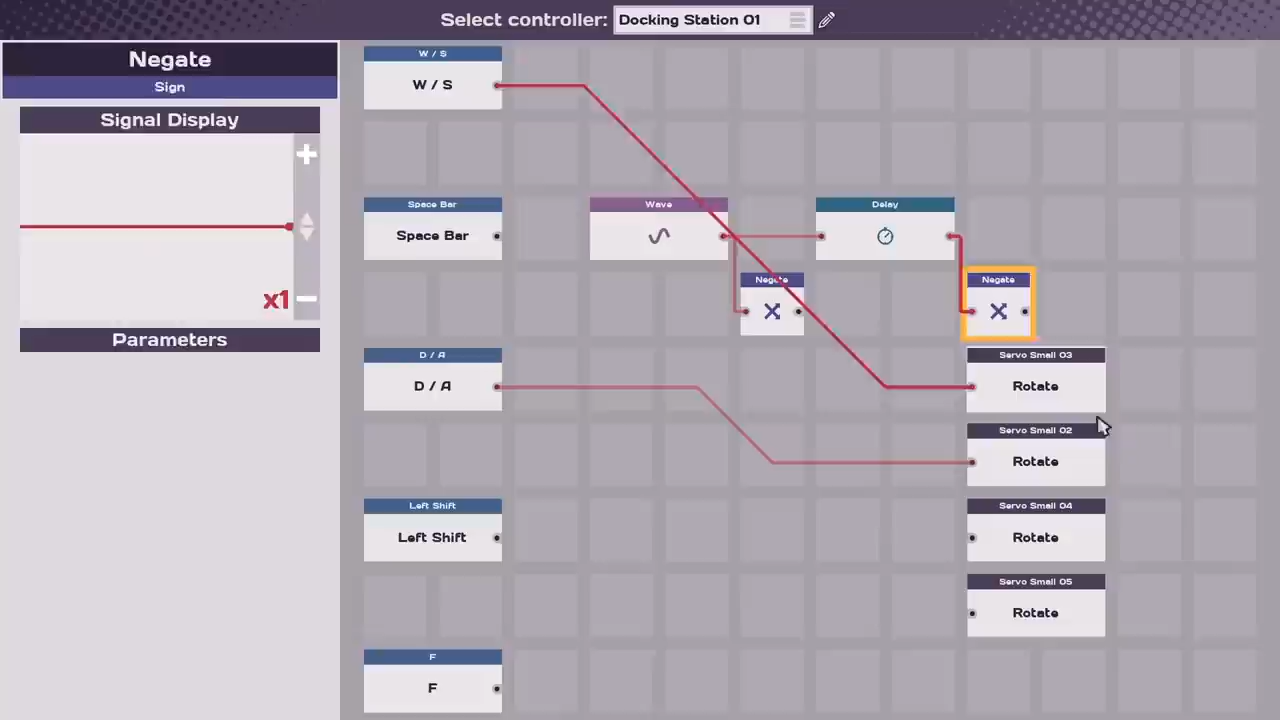 Select controller: Docking Station 01
Negate
Sign
Signal Display
x1
Parameters
W / S
W / S
Space Bar
Space Bar
Wave
Delay
Negate
Negate
D / A
D / A
Servo Small 03
Rotate
Servo Small 02
Rotate
Left Shift
Left Shift
Servo Small 04
Rotate
Servo Small 05
Rotate
F
F